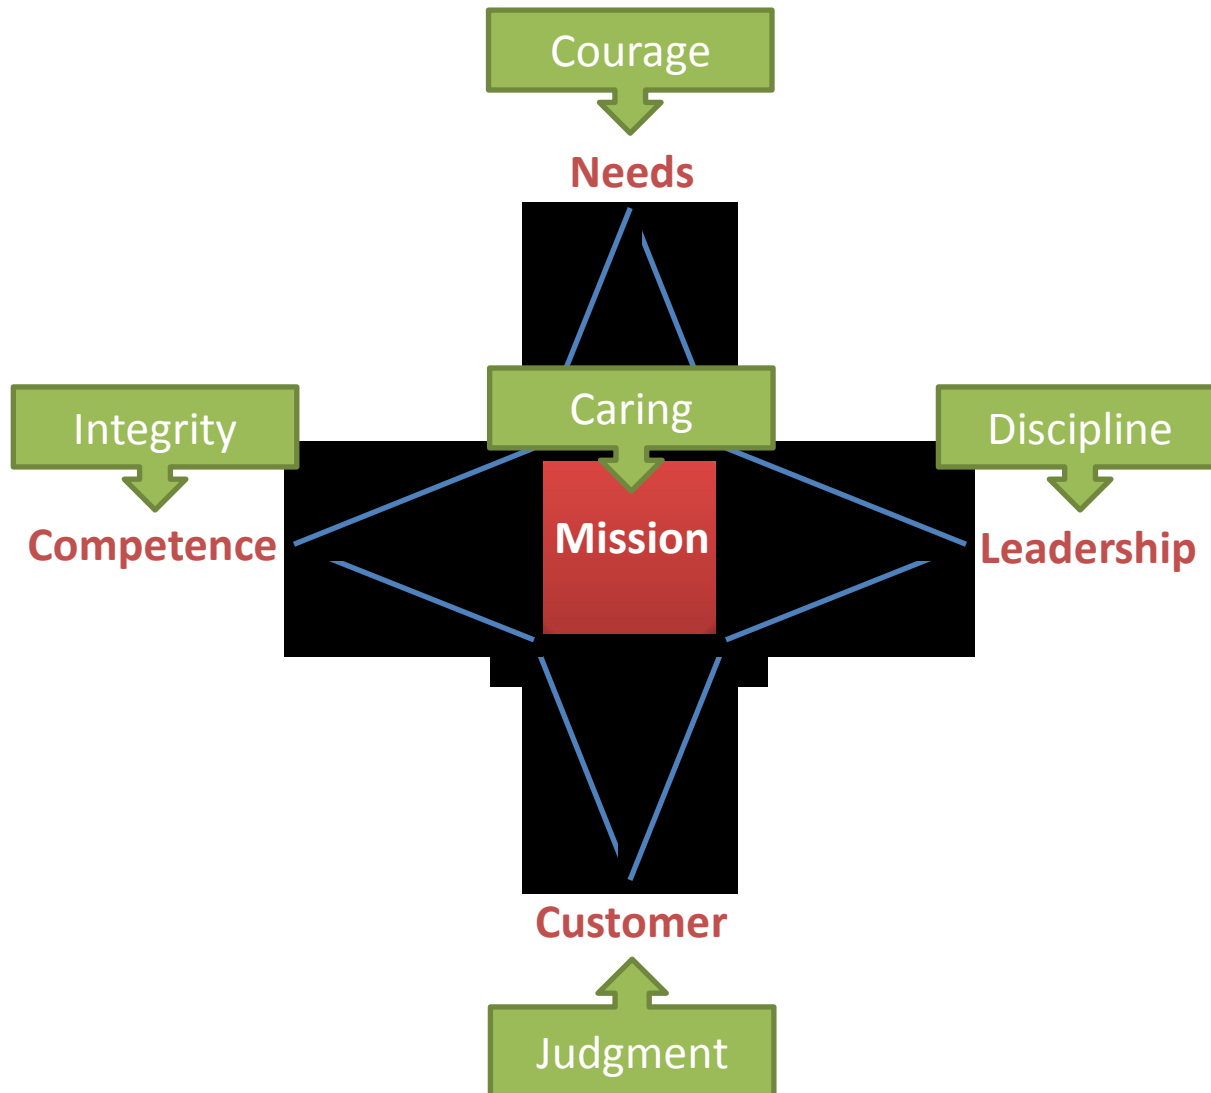 Courage
Needs
Integrity
Caring
Discipline
Competence
Mission
Leadership
Customer
Judgment